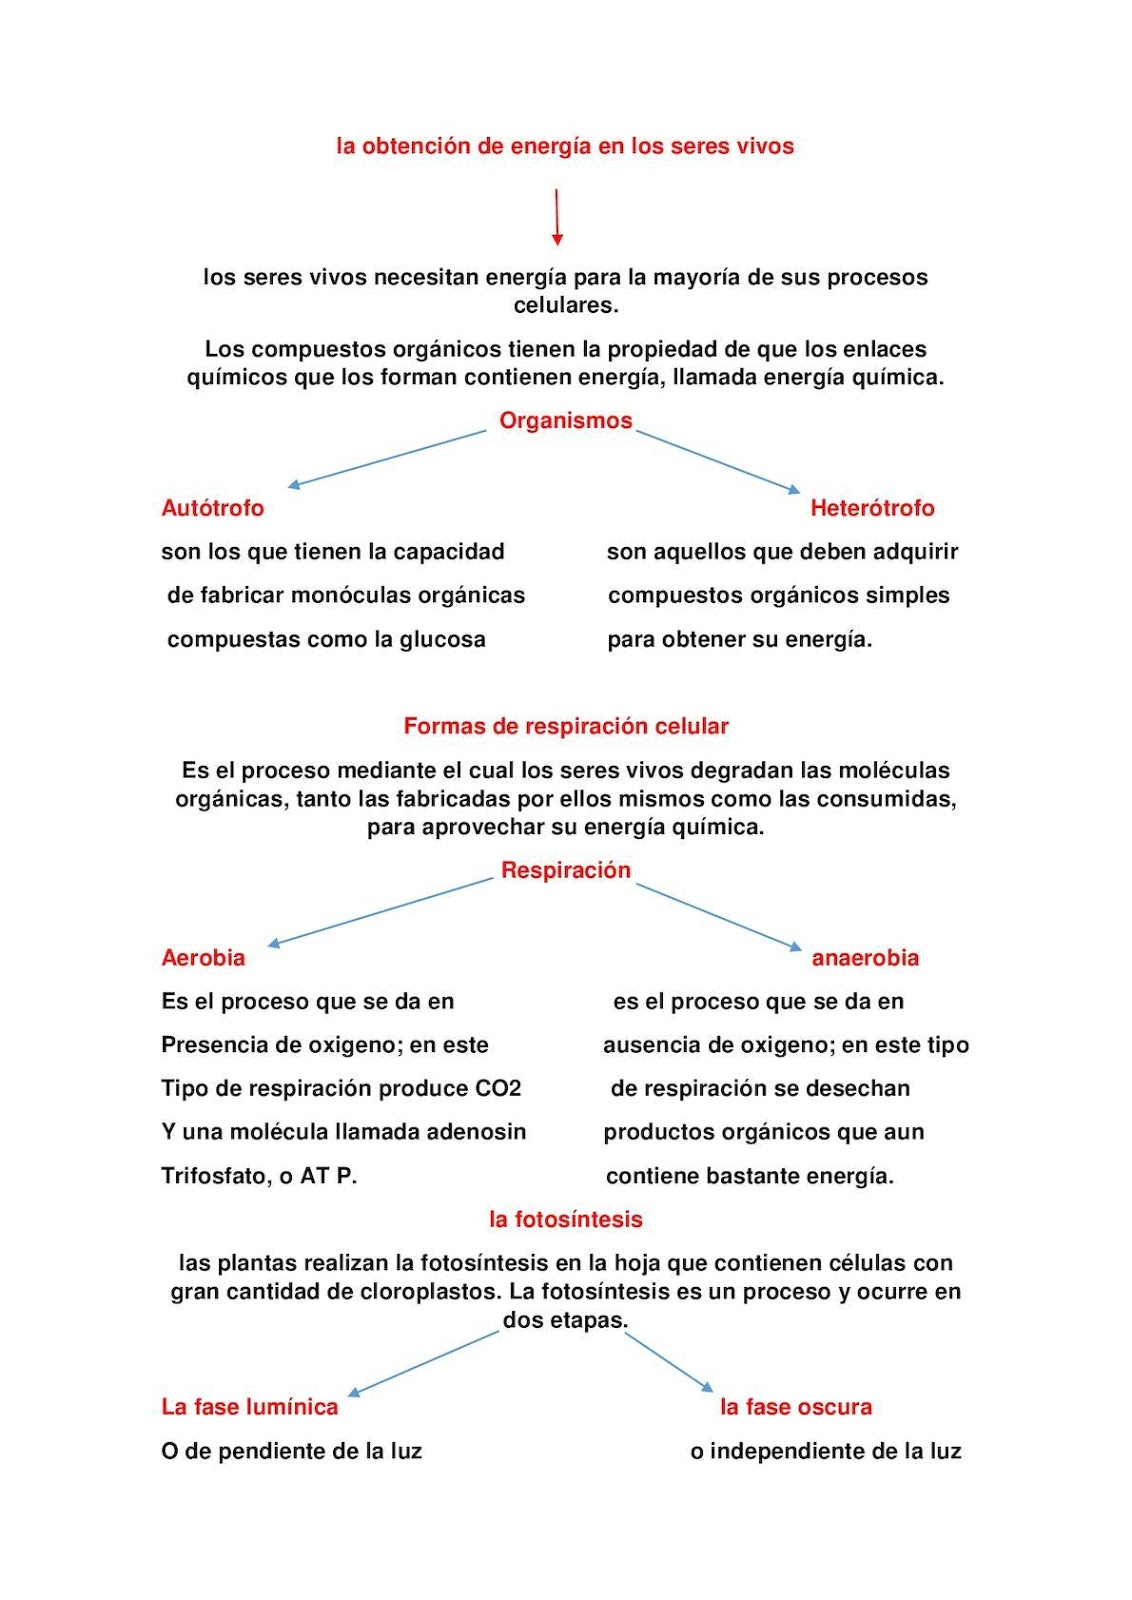 la obtención de energía en los seres vivos
los seres vivos necesitan energía para la mayoría de sus procesos
celulares.
Los compuestos orgánicos tienen la propiedad de que los enlaces
químicos que los forman contienen energía, llamada energía química.
Organismos
Autótrofo
son los que tienen la capacidad
de fabricar monóculas orgánicas
compuestas como la glucosa
Heterótrofo
son aquellos que deben adquirir
compuestos orgánicos simples
para obtener su energía.
Formas de respiración celular
Es el proceso mediante el cual los seres vivos degradan las moléculas
orgánicas, tanto las fabricadas por ellos mismos como las consumidas,
para aprovechar su energía química.
Respiración
Aerobia
Es el proceso que se da en
Presencia de oxigeno; en este
Tipo de respiración produce CO2
Y una molécula llamada adenosin
Trifosfato, o AT P.
anaerobia
es el proceso que se da en
ausencia de oxigeno; en este tipo
de respiración se desechan
productos orgánicos que aun
contiene bastante energía.
la fotosíntesis
las plantas realizan la fotosíntesis en la hoja que contienen células con
gran cantidad de cloroplastos. La fotosíntesis es un proceso y ocurre en
dos etapas.
La fase lumínica
O de pendiente de la luz
la fase oscura
o independiente de la luz